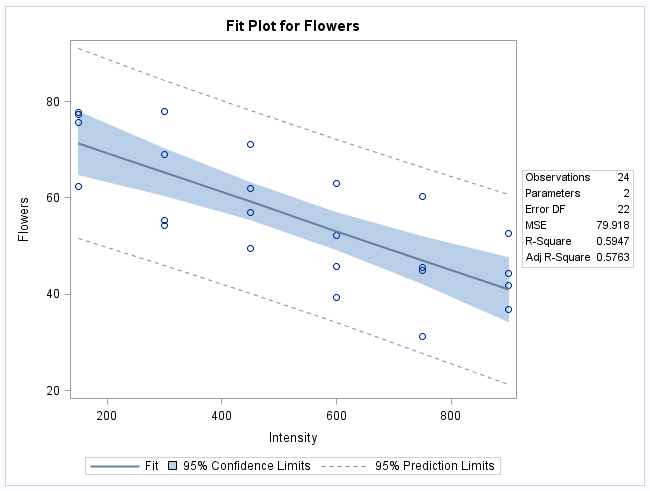 Fit Plot for Flowers
80
60
40
20
Flowers
200 400 600 800
Intensity
Observations 24
Parameters 2
Error DF 22
MSE 79.918
R-Square 0.5947
Adj R-Square 0.5763
Fit 95% Confidence Limits 95% Prediction Limits